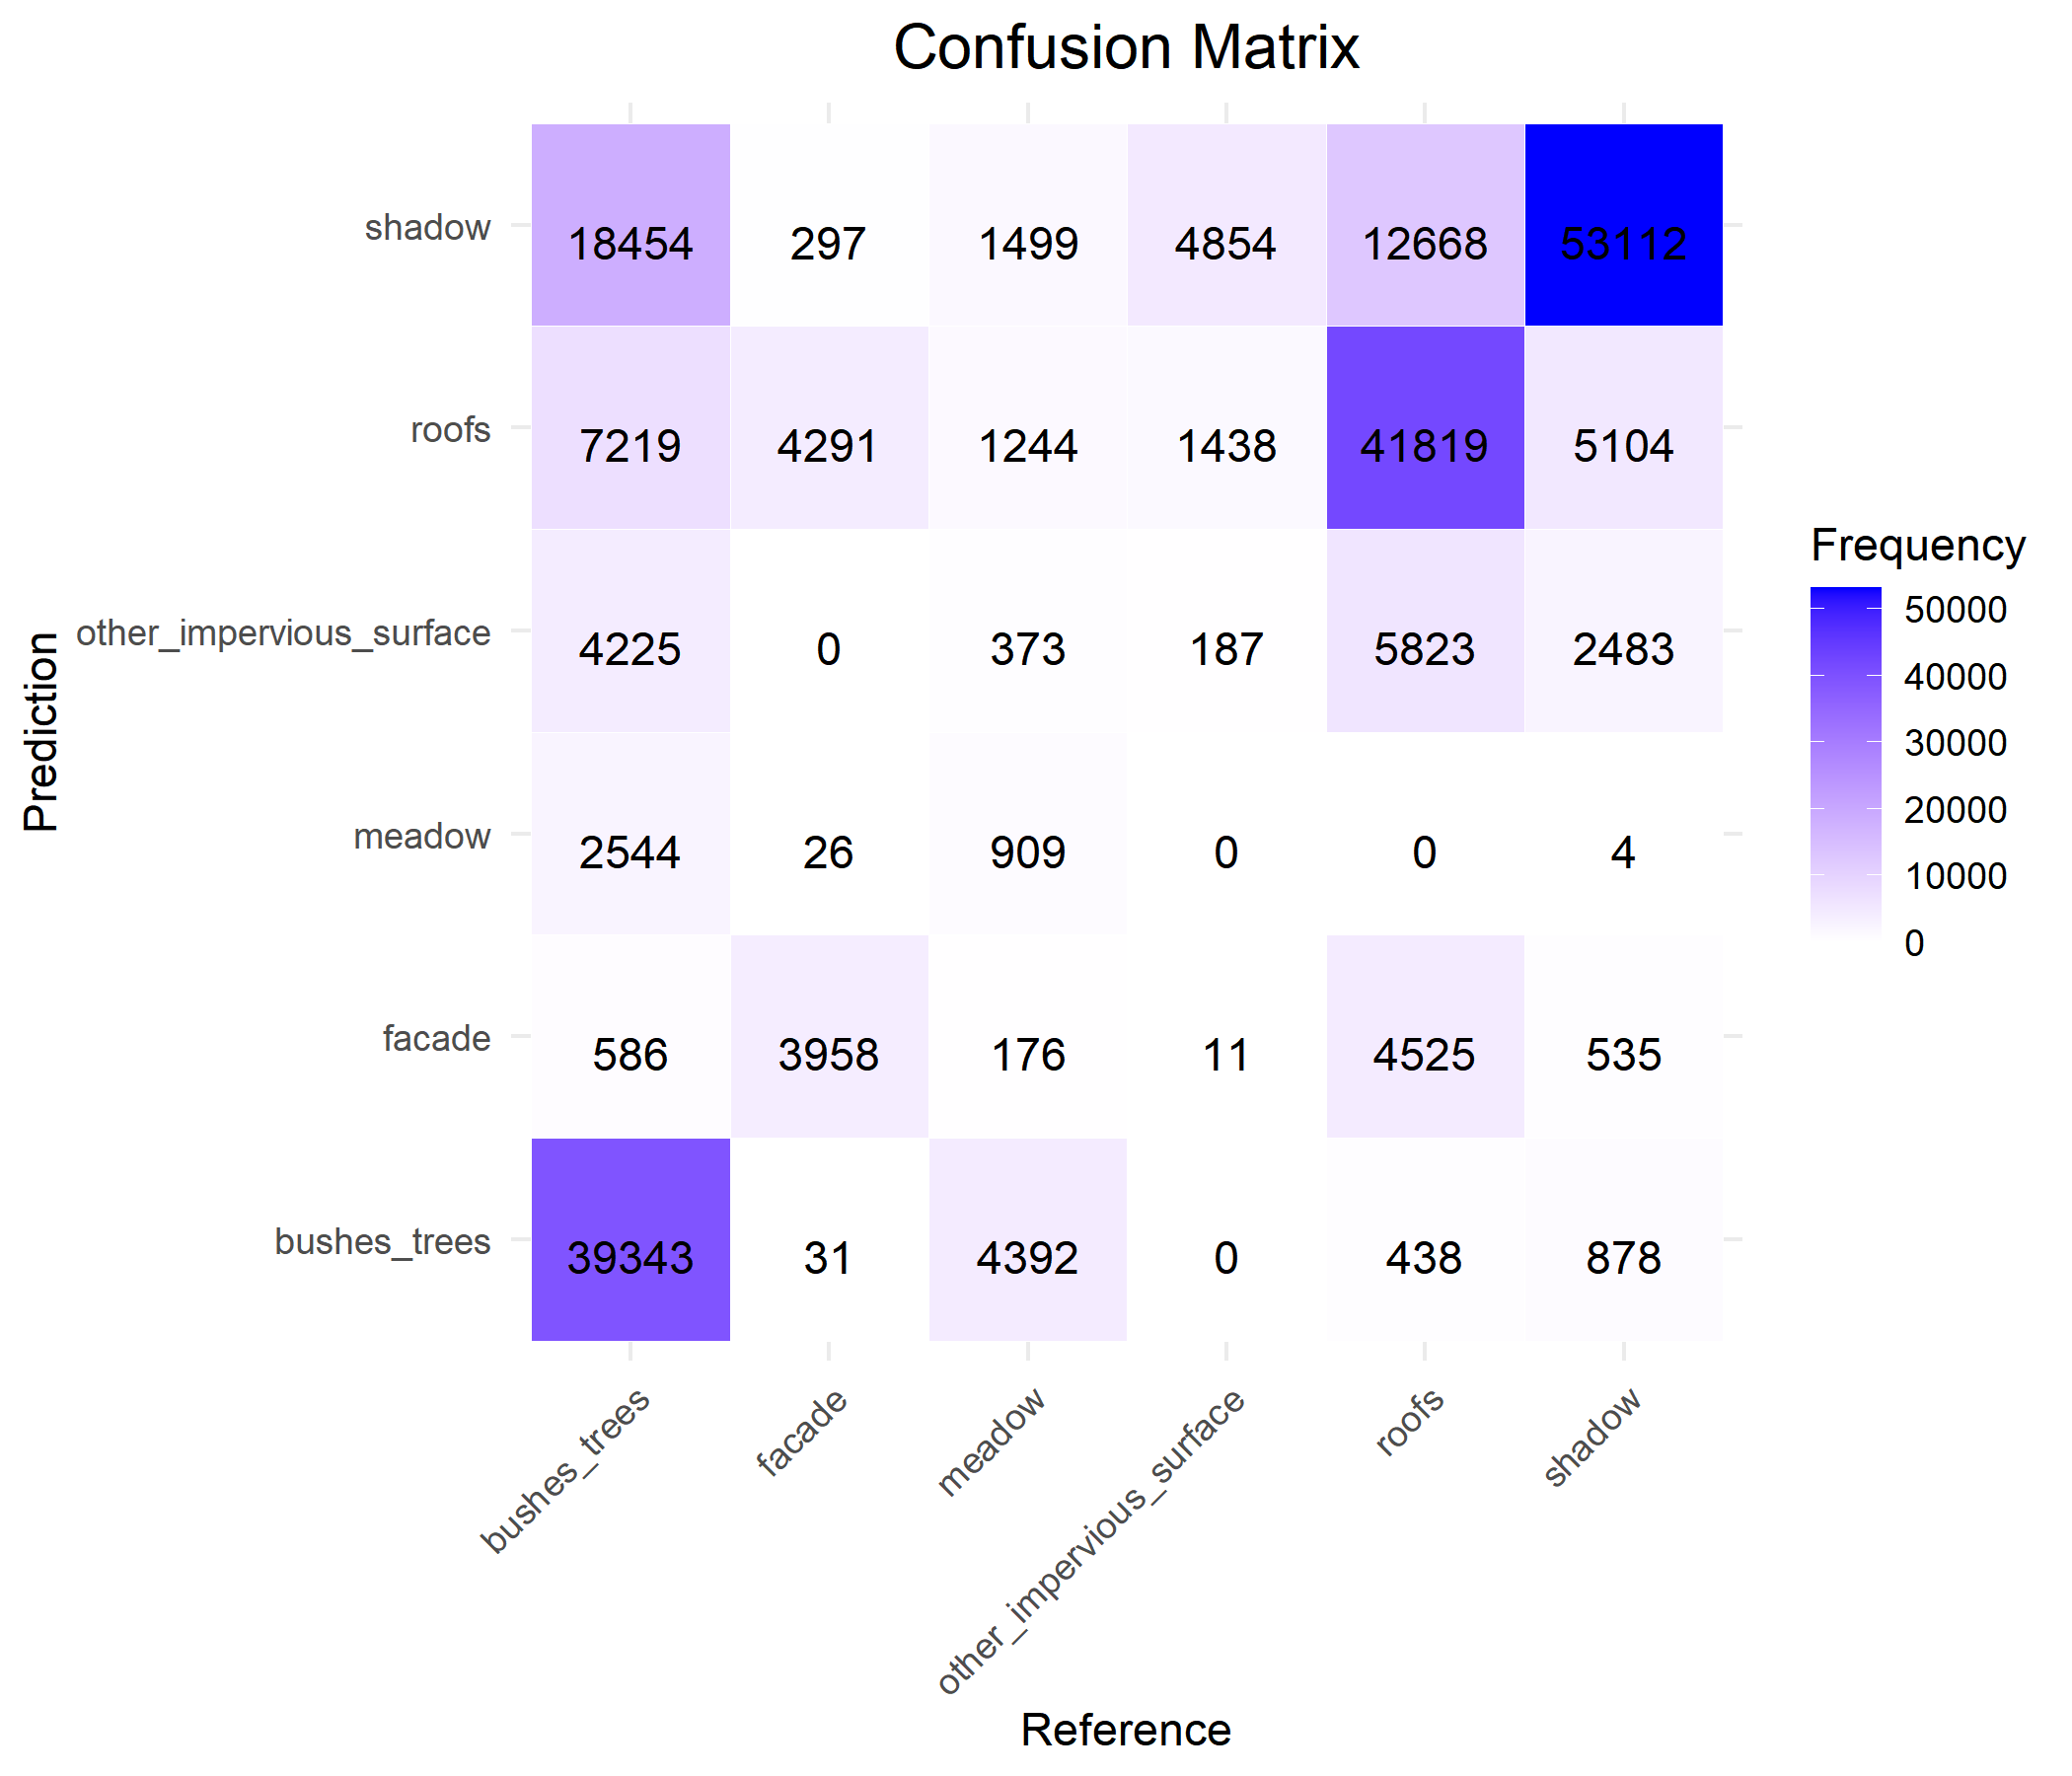 Confusion Matrix
shadow 18454 297 1499 4854 12668 53112
roofs 7219 4291 1244 1438 41819 5104
other_impervious_surface 4225 0 373 187 5823 2483
meadow 2544 26 909 0 0 4
facade 586 3958 176 11 4525 535
bushes_trees 39343 31 4392 0 438 878
Prediction
bushes_trees facade meadow other_impervious_surface roofs shadow
Reference
Frequency
50000
40000
30000
20000
10000
0